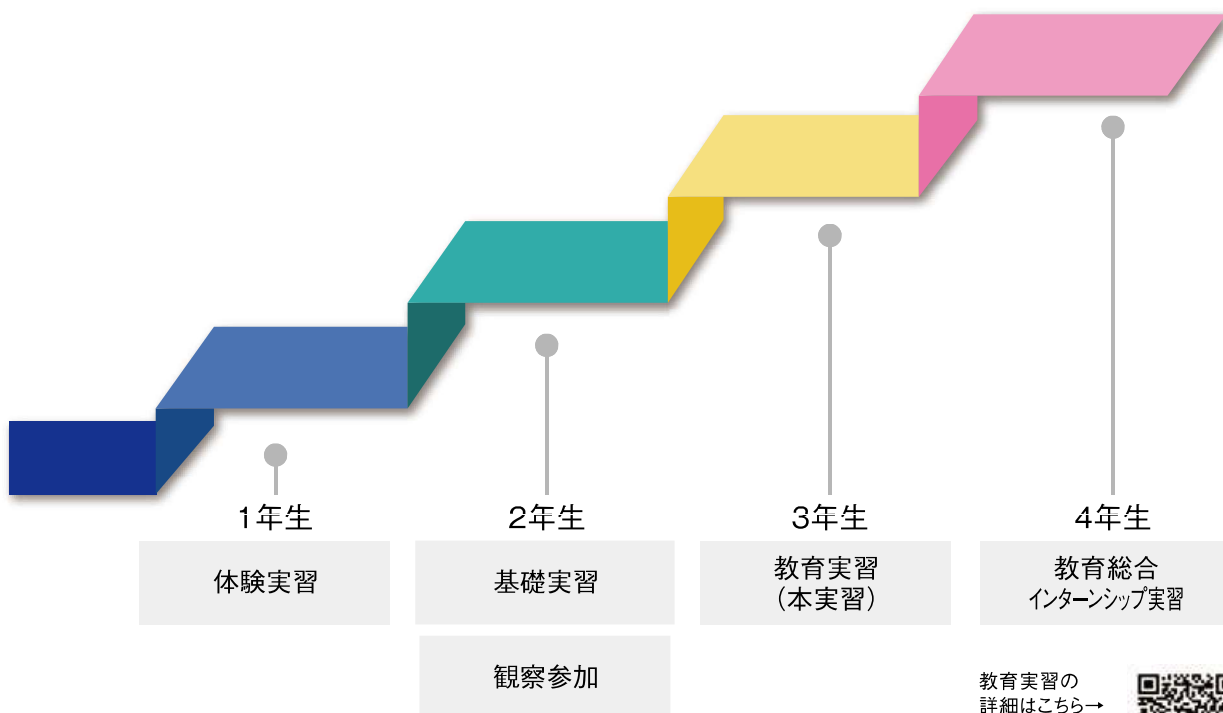 1年生
体験実習
2年生
基礎実習
観察参加
3年生
教育実習
(本実習)
4年生
教育総合
インターンシップ実習
教育実習の
詳細はこちら→